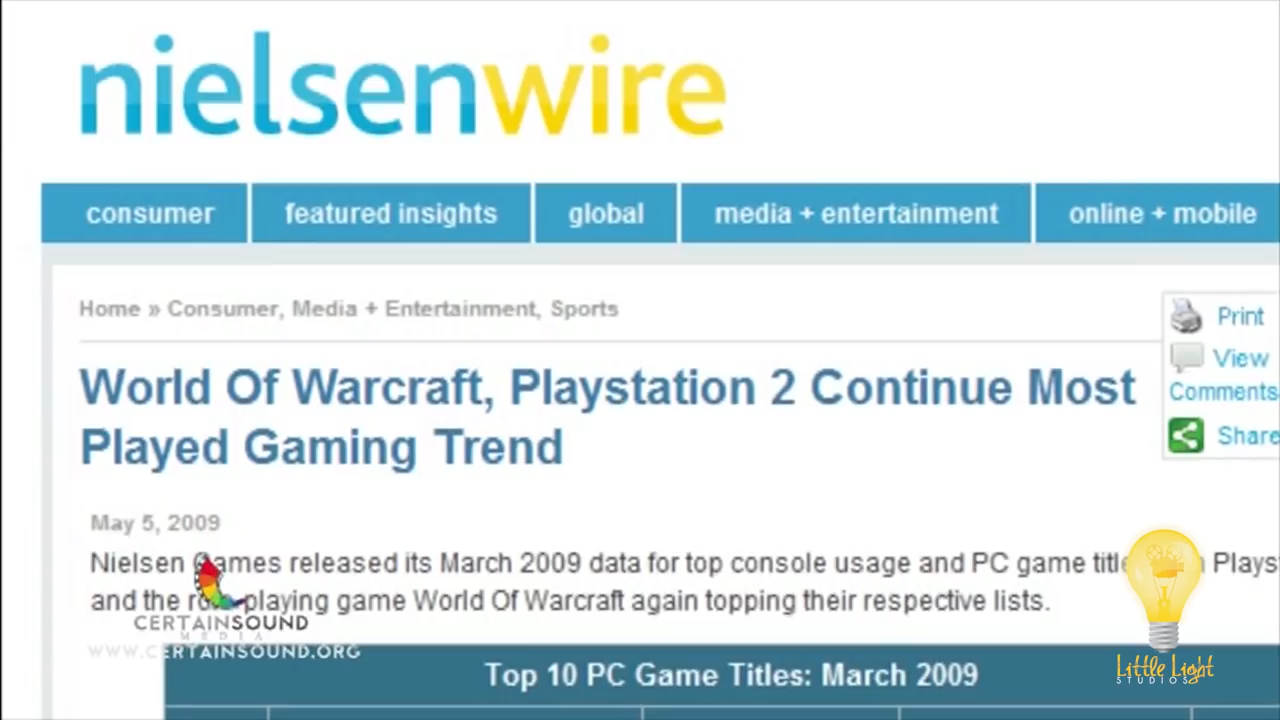 nielsenwire
consumer featured insights global media + entertainment online + mobile
Home » Consumer, Media + Entertainment, Sports
Print
View
Comments
Share
World Of Warcraft, Playstation 2 Continue Most
Played Gaming Trend
May 5, 2009
Nielsen Games released its March 2009 data for top console usage and PC game
and the role playing game World Of Warcraft again topping their respective lists.
CERTAINSOUND
MEDIA
WWW.CERTAINSOUND.ORG
Top 10 PC Game Titles: March 2009
Little Light
STUDIOS